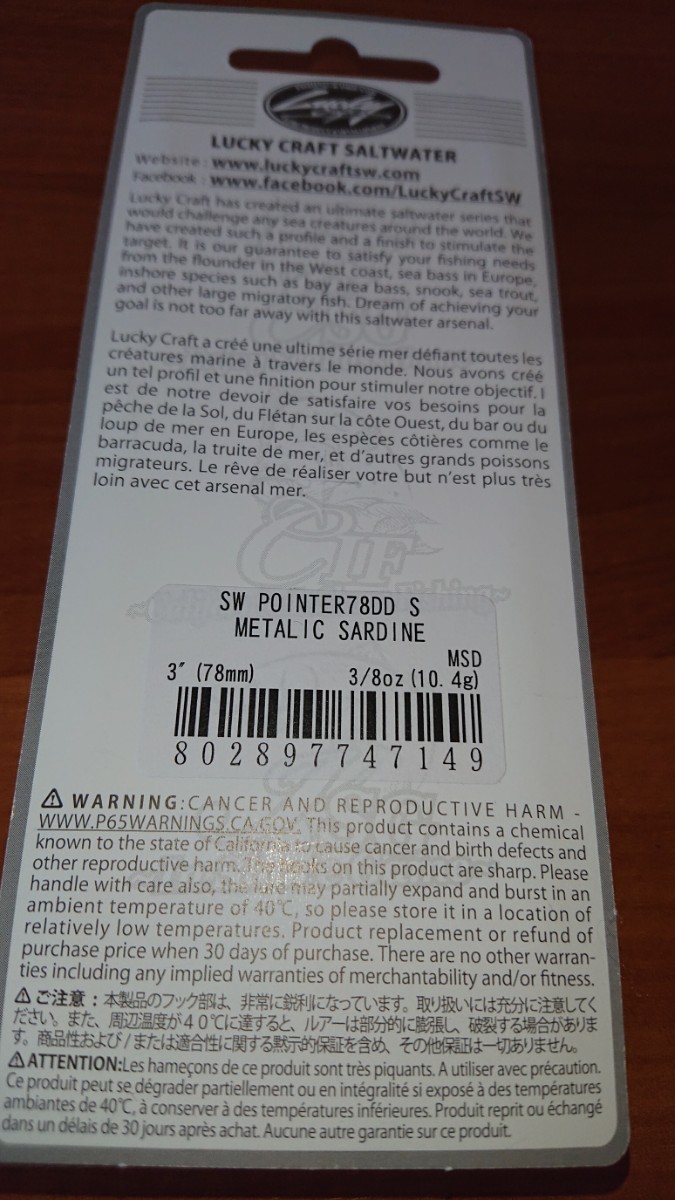 Lucky
LUCKY CRAFT SALTWATER
Website : www.luckycraftsw.com
Facebook : www.facebook.com/LuckyCraftSW
Lucky Craft has created an ultimate saltwater series that
would challenge any sea creatures around the world. We
have created such a profile and a finish to stimulate the
target. It is our guarantee to satisfy your fishing needs
from the flounder in the West coast, sea bass in Europe,
inshore species such as bay area bass, snook, sea trout,
and other large migratory fish. Dream of achieving your
goal is not too far away with this saltwater arsenal.
Lucky Craft a créé une ultime série mer défiant toutes les
créatures marine à travers le monde. Nous avons créé
un tel profil et une finition pour stimuler notre objectif. I
est de notre devoir de satisfaire vos besoins pour la
pêche de la Sol, du Flétan sur la côte Ouest, du bar ou du
loup de mer en Europe, les espèces côtières comme le
barracuda, la truite de mer, et d'autres grands poissons
migrateurs. Le rêve de réaliser votre but n'est plus très
loin avec cet arsenal mer.
CTF
Fishing~
SW POINTER78DD S
METALIC SARDINE
MSD
3" (78mm) 3/8oz (10. 4g)
802897747149
⚠ WARNING:CANCER AND REPRODUCTIVE HARM -
WWW.P65WARNINGS.CA.GOV. This product contains a chemical
known to the state of California to cause cancer and birth defects and
other reproductive harm. The hooks on this product are sharp. Please
handle with care also, the lure may partially expand and burst in an
ambient temperature of 40℃, so please store it in a location of
relatively low temperatures. Product replacement or refund of
purchase price when 30 days of purchase. There are no other warran-
ties including any implied warranties of merchantability and/or fitness.
⚠ご注意：本製品のフック部は、非常に鋭利になっています。取り扱いには充分に注意してく
ださい。また、周辺温度が４０℃に達すると、ルアーは部分的に膨張し、破裂する場合がありま
す。商品性および/または適合性に関する黙示的保証を含め、その他保証は一切ありません。
⚠ATTENTION:Les hameçons de ce produit sont très piquants. A utiliser avec précaution.
Ce produit peut se dégrader partiellement ou en intégralité si exposé à des températures
ambiantes de 40℃, à conserver à des températures inférieures. Produit reprit ou échangé
dans un délais de 30 jours après achat. Aucune autre garantie sur ce produit.